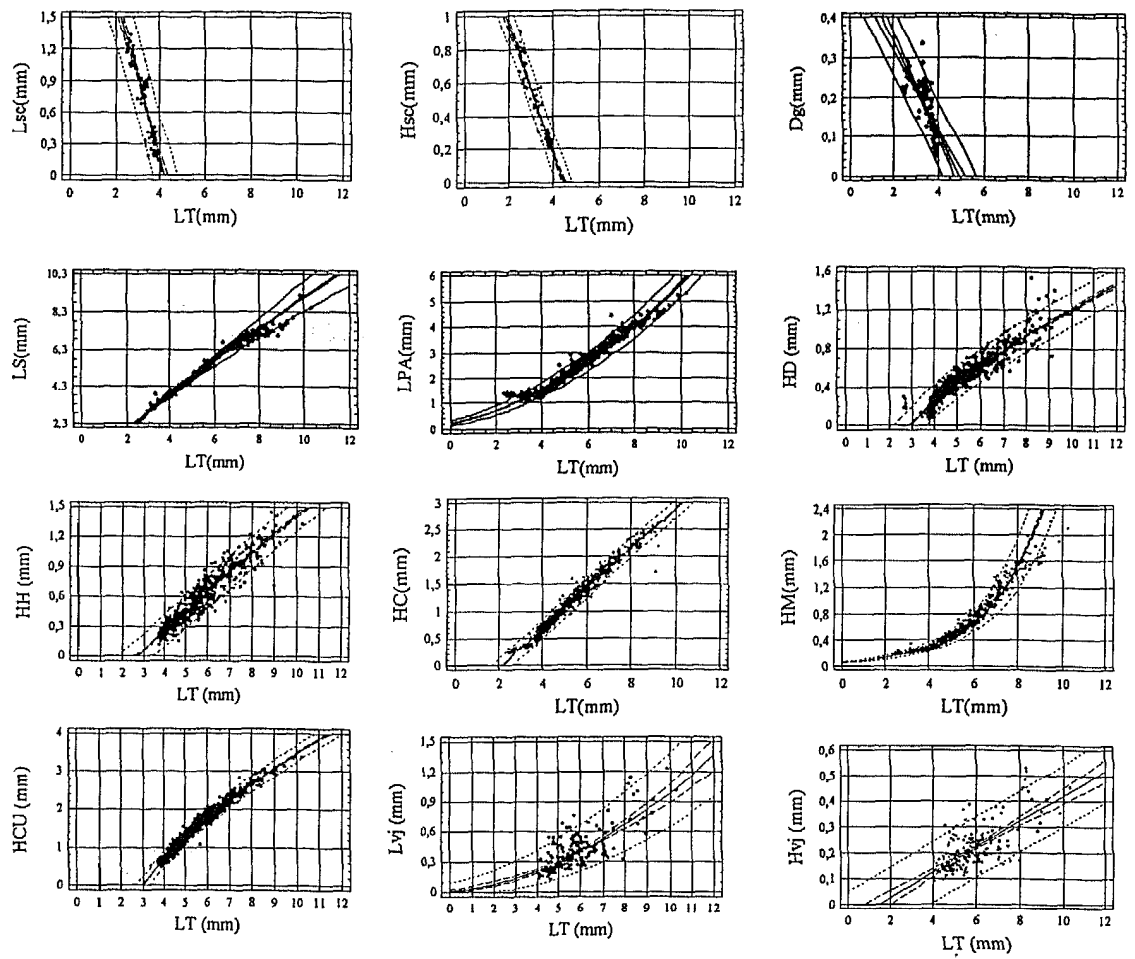 1,5
1,2
0,9
0,6
0,3
0
Lsc(mm)
0 2 4 6 8 10 12
LT(mm)
1
0,8
0,6
0,4
0,2
0
Hsc(mm)
0 2 4 6 8 10 12
LT(mm)
0,4
0,3
0,2
0,1
0
Dg(mm)
0 2 4 6 8 10 12
LT(mm)
10,3
8,3
6,3
4,3
2,3
LS(mm)
0 2 4 6 8 10 12
LT(mm)
6
5
4
3
2
1
0
LPA(mm)
0 2 4 6 8 10 12
LT(mm)
1,6
1,2
0,8
0,4
0
HD (mm)
0 1 2 3 4 5 6 7 8 9 10 11 12
LT (mm)
1,5
1,2
0,9
0,6
0,3
0
HH (mm)
0 1 2 3 4 5 6 7 8 9 10 11 12
LT (mm)
3
2,5
2
1,5
1
0,5
0
HC(mm)
0 2 4 6 8 10 12
LT(mm)
2,4
2
1,6
1,2
0,8
0,4
0
HM(mm)
0 2 4 6 8 10 12
LT(mm)
4
3
2
1
0
HCU (mm)
0 1 2 3 4 5 6 7 8 9 10 11 12
LT (mm)
1,5
1,2
0,9
0,6
0,3
0
Lvj (mm)
0 1 2 3 4 5 6 7 8 9 10 11 12
LT (mm)
0,6
0,5
0,4
0,3
0,2
0,1
0
Hvj (mm)
0 2 4 6 8 10 12
LT (mm)